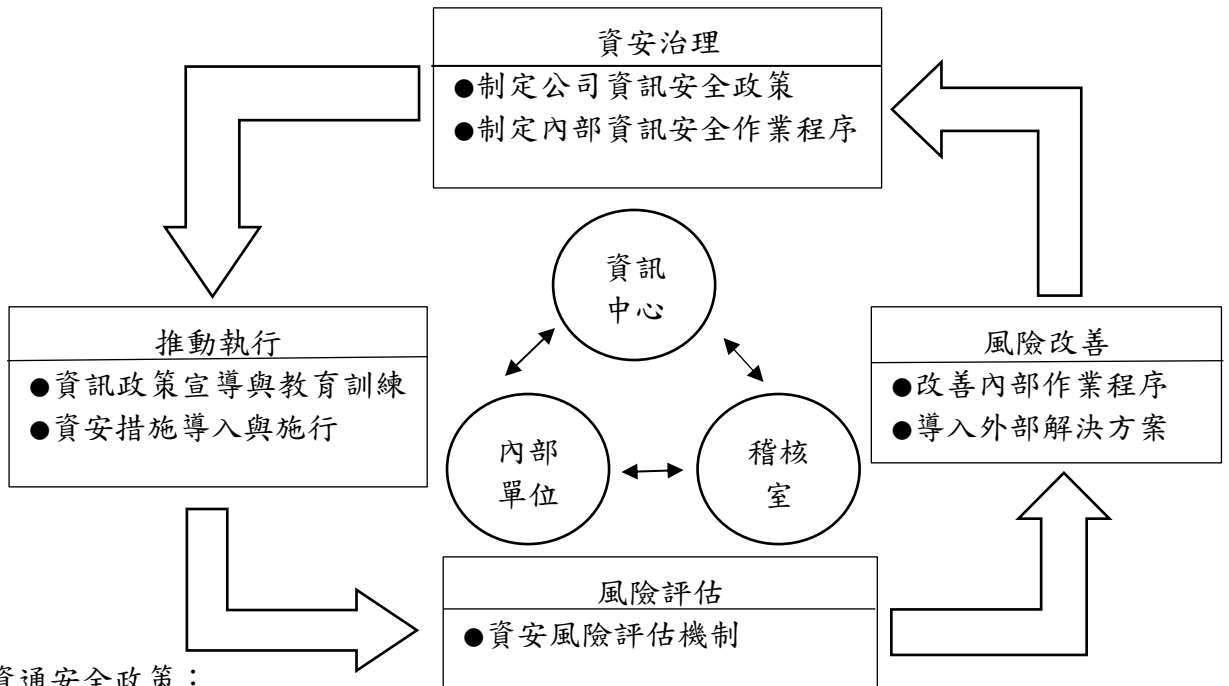 資安治理
●制定公司資訊安全政策
●制定內部資訊安全作業程序
資訊
中心
推動執行
●資訊政策宣導與教育訓練
●資安措施導入與施行
風險改善
●改善內部作業程序
●導入外部解決方案
內部
單位
稽核
室
風險評估
●資安風險評估機制
資通安全政策：